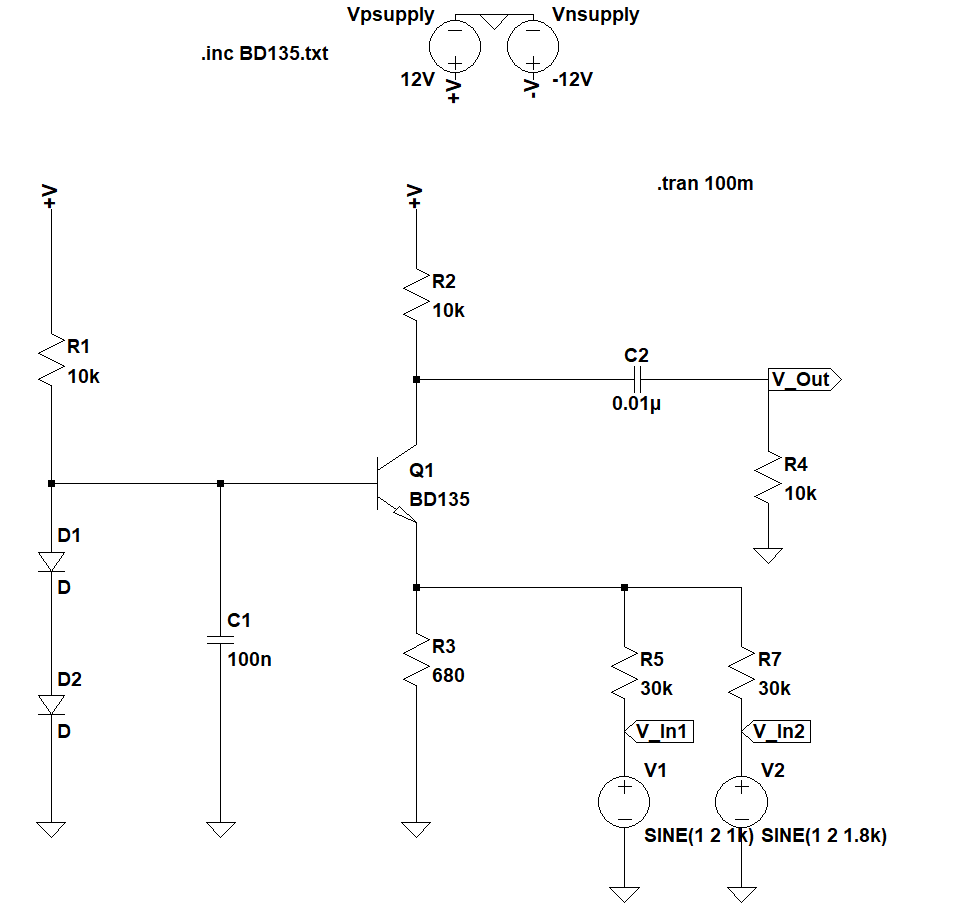 Vpsupply
Vnsupply
.inc BD135.txt
12V
-12V
+V
-V
.tran 100m
+V
+V
R2
10k
R1
10k
C2
0.01µ
V_Out
Q1
BD135
R4
10k
D1
D
C1
100n
R3
680
R5
30k
R7
30k
D2
D
V_In1
V_In2
V1
V2
SINE(1 2 1k)
SINE(1 2 1.8k)